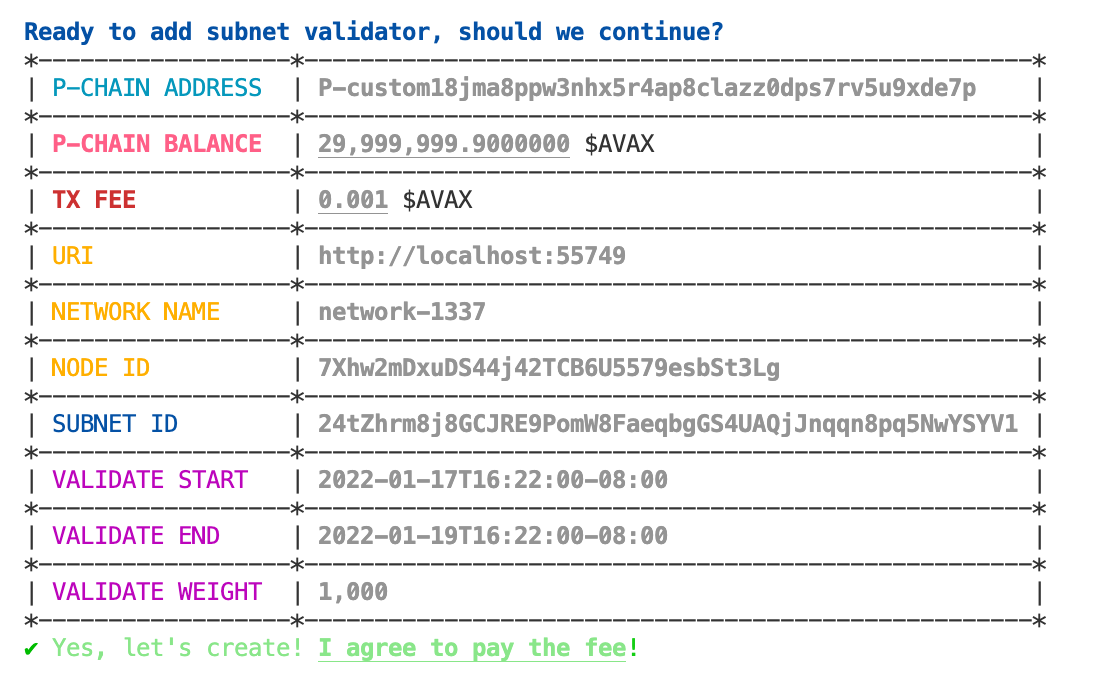 Ready to add subnet validator, should we continue?
*------------------*----------------------------------------------------*
| P-CHAIN ADDRESS  | P-custom18jma8ppw3nhx5r4ap8clazz0dps7rv5u9xde7p    |
*------------------*----------------------------------------------------*
| P-CHAIN BALANCE  | 29,999,999.9000000 $AVAX                           |
*------------------*----------------------------------------------------*
| TX FEE           | 0.001 $AVAX                                        |
*------------------*----------------------------------------------------*
| URI              | http://localhost:55749                             |
*------------------*----------------------------------------------------*
| NETWORK NAME     | network-1337                                       |
*------------------*----------------------------------------------------*
| NODE ID          | 7Xhw2mDxuDS44j42TCB6U5579esbSt3Lg                  |
*------------------*----------------------------------------------------*
| SUBNET ID        | 24tZhrm8j8GCJRE9PomW8FaeqbgGS4UAQjJnqqn8pq5NwYSYV1 |
*------------------*----------------------------------------------------*
| VALIDATE START   | 2022-01-17T16:22:00-08:00                          |
*------------------*----------------------------------------------------*
| VALIDATE END     | 2022-01-19T16:22:00-08:00                          |
*------------------*----------------------------------------------------*
| VALIDATE WEIGHT  | 1,000                                              |
*------------------*----------------------------------------------------*
✔ Yes, let's create! I agree to pay the fee!